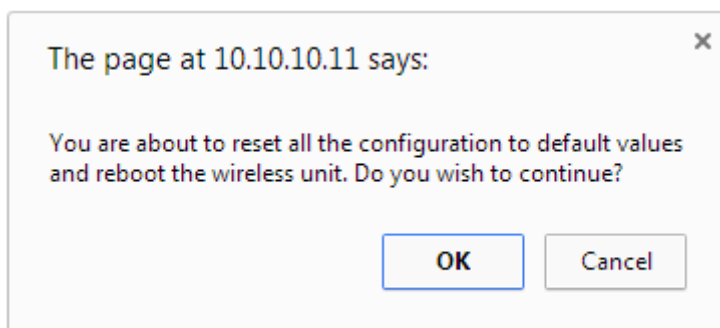 The page at 10.10.10.11 says:
You are about to reset all the configuration to default values
and reboot the wireless unit. Do you wish to continue?
OK Cancel